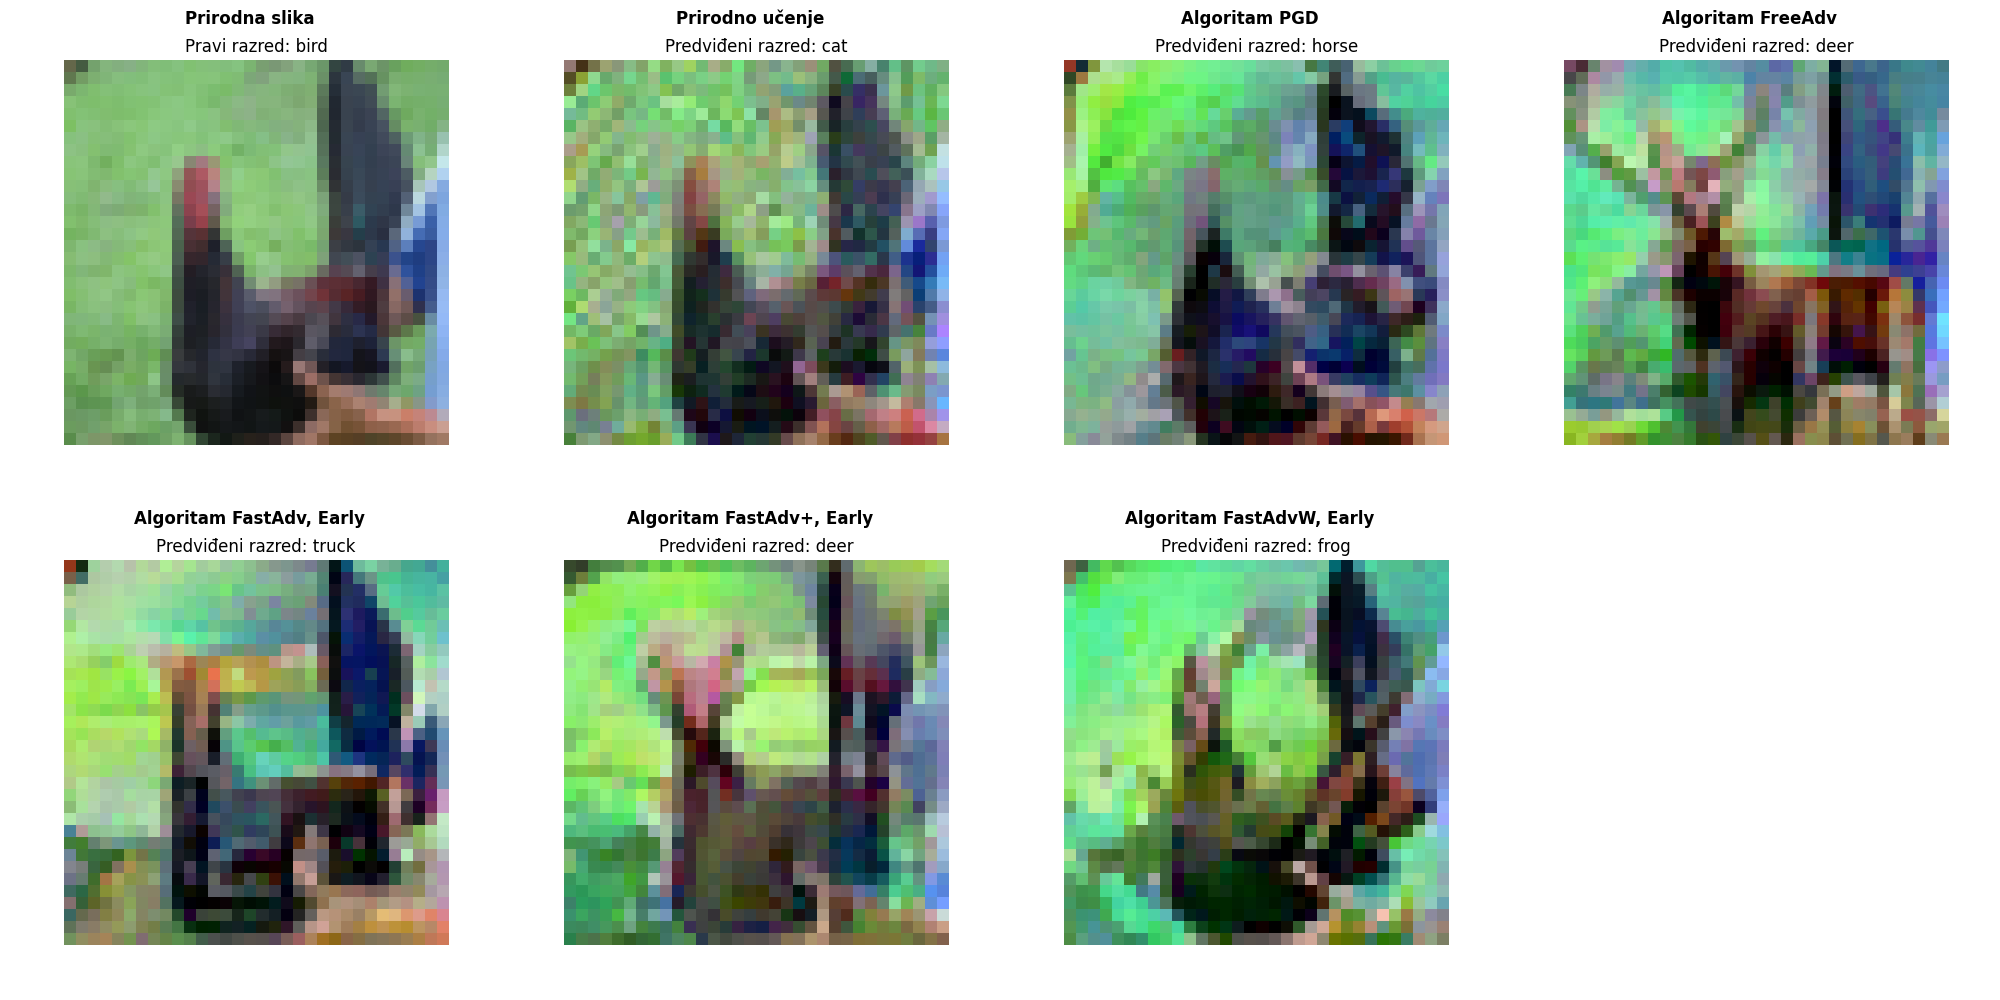 Prirodna slika
Pravi razred: bird
Prirodno učenje
Predviđeni razred: cat
Algoritam PGD
Predviđeni razred: horse
Algoritam FreeAdv
Predviđeni razred: deer
Algoritam FastAdv, Early
Predviđeni razred: truck
Algoritam FastAdv+, Early
Predviđeni razred: deer
Algoritam FastAdvW, Early
Predviđeni razred: frog